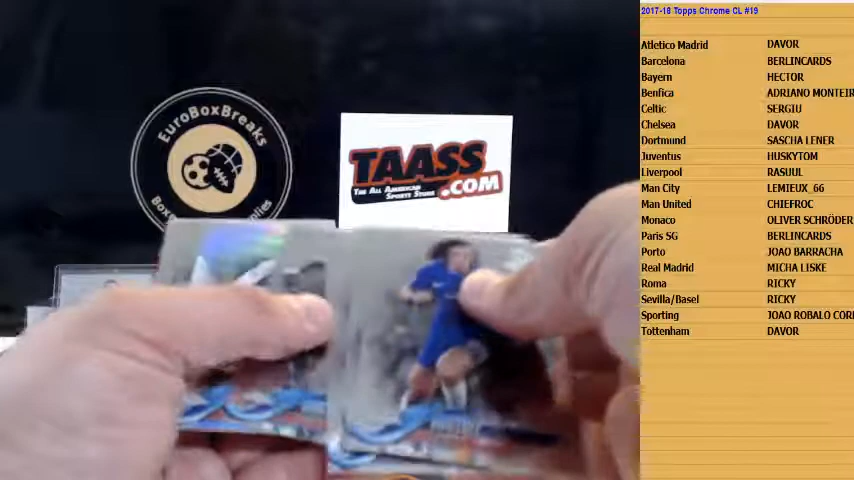 2017-18 Topps Chrome CL #19
Atletico Madrid DAVOR
Barcelona BERLINCARDS
Bayern HECTOR
Benfica ADRIANO MONTEIR
Celtic SERGIU
Chelsea DAVOR
Dortmund SASCHA LENER
Juventus HUSKYTOM
Liverpool RASUUL
Man City LEMIEUX_66
Man United CHIEFROC
Monaco OLIVER SCHRÖDER
Paris SG BERLINCARDS
Porto JOAO BARRACHA
Real Madrid MICHA LISKE
Roma RICKY
Sevilla/Basel RICKY
Sporting JOAO ROBALO COR
Tottenham DAVOR
EuroBoxBreaks
TAASS
THE ALL AMERICAN
SPORTS STORE
.COM